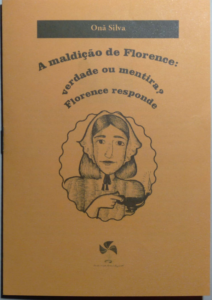 Onã Silva
A maldição de Florence:
verdade ou mentira?
Florence responde